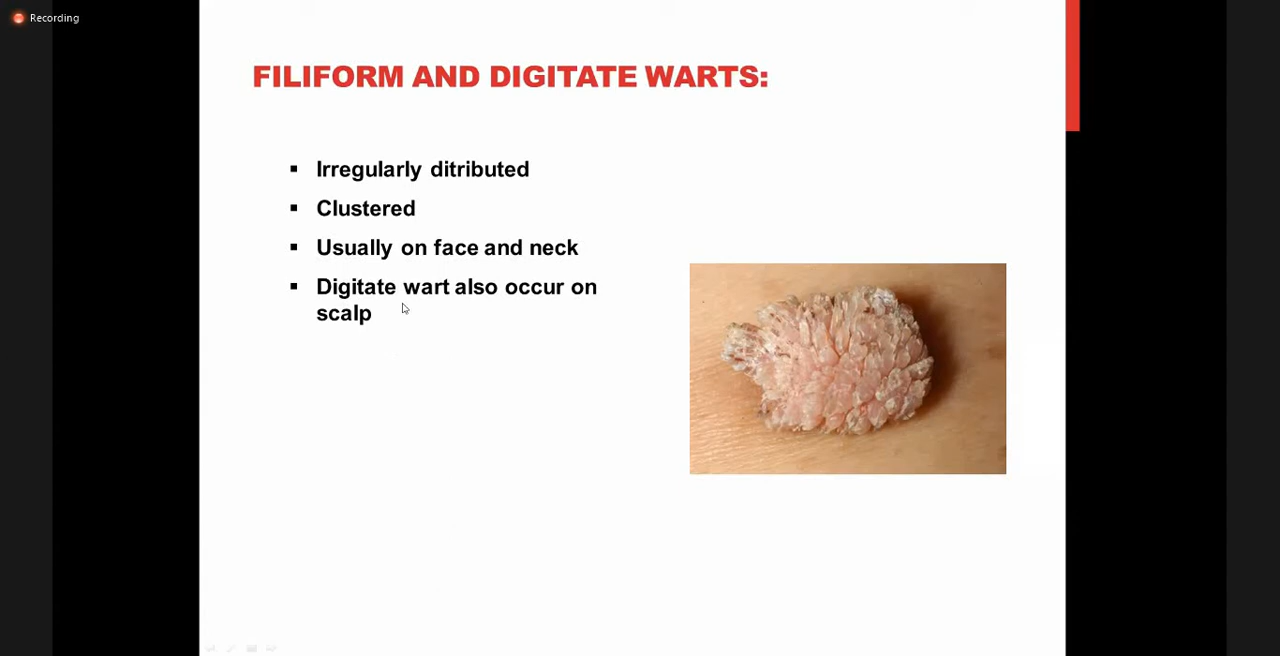 Recording
FILIFORM AND DIGITATE WARTS:
▪ Irregularly ditributed
▪ Clustered
▪ Usually on face and neck
▪ Digitate wart also occur on
scalp